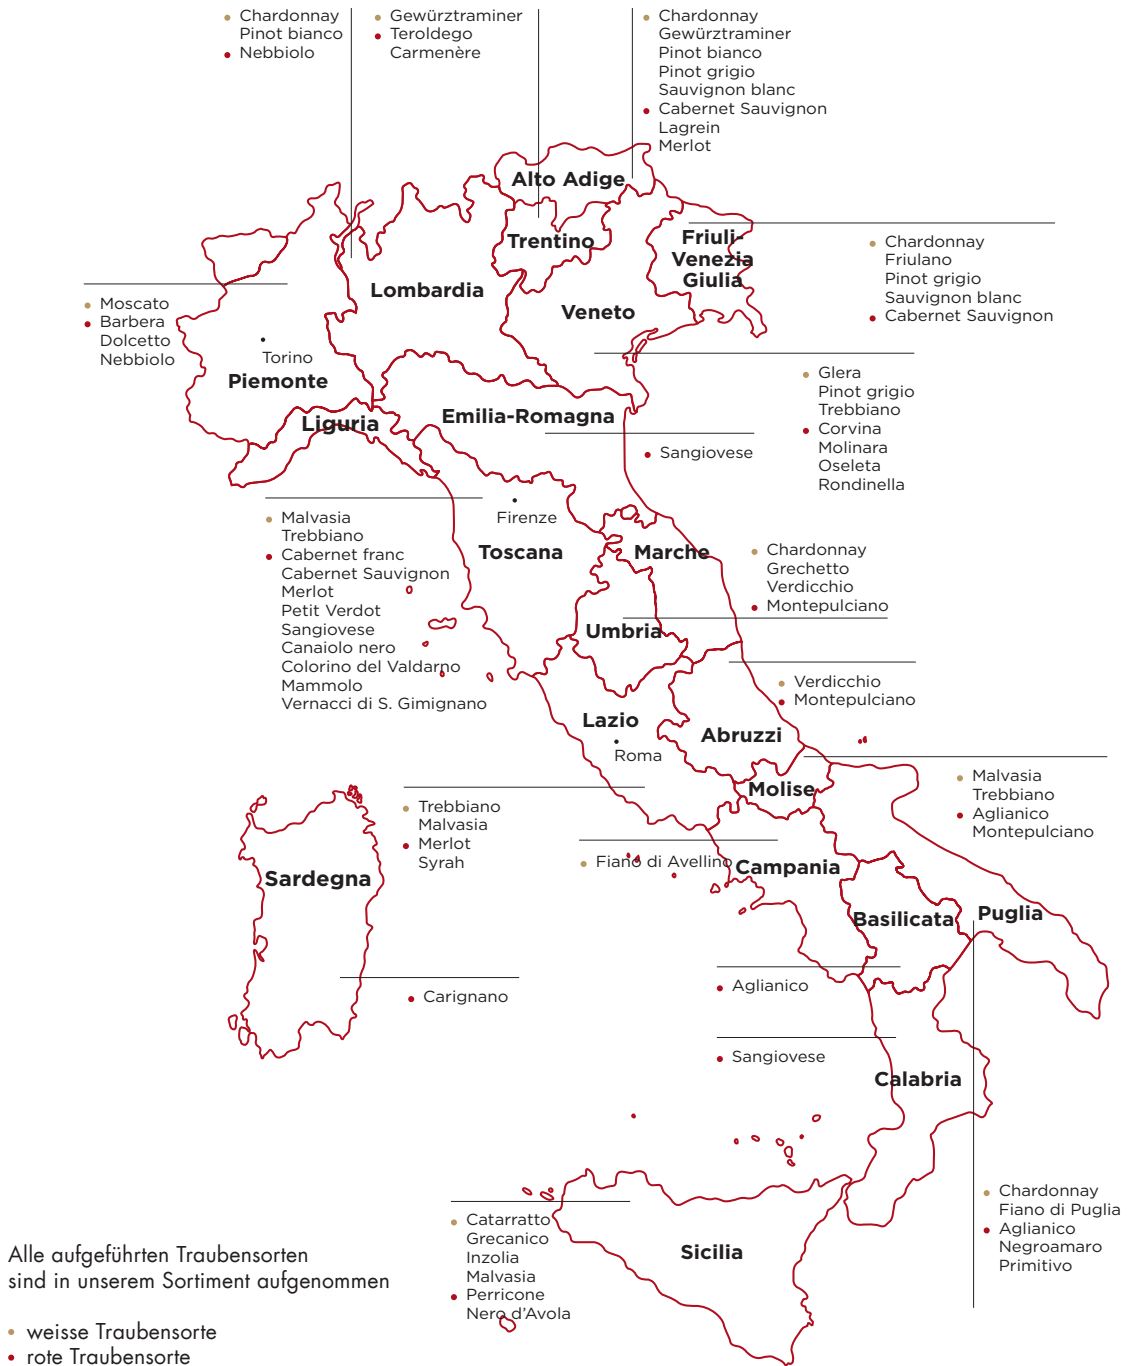 Chardonnay
Pinot bianco
Nebbiolo
Gewürztraminer
Teroldego
Carmenère
Chardonnay
Gewürztraminer
Pinot bianco
Pinot grigio
Sauvignon blanc
Cabernet Sauvignon
Lagrein
Merlot
Alto Adige
Trentino
Friuli-
Venezia
Giulia
Chardonnay
Friulano
Pinot grigio
Sauvignon blanc
Cabernet Sauvignon
Lombardia
Veneto
Moscato
Barbera
Dolcetto
Nebbiolo
Torino
Piemonte
Glera
Pinot grigio
Trebbiano
Corvina
Molinara
Oseleta
Rondinella
Liguria
Emilia-Romagna
Sangiovese
Malvasia
Trebbiano
Cabernet franc
Cabernet Sauvignon
Merlot
Petit Verdot
Sangiovese
Canaiolo nero
Colorino del Valdarno
Mammolo
Vernacci di S. Gimignano
Firenze
Toscana
Marche
Chardonnay
Grechetto
Verdicchio
Montepulciano
Umbria
Verdicchio
Montepulciano
Lazio
Roma
Abruzzi
Molise
Malvasia
Trebbiano
Aglianico
Montepulciano
Trebbiano
Malvasia
Merlot
Syrah
Fiano di Avellino
Campania
Sardegna
Basilicata
Puglia
Carignano
Aglianico
Sangiovese
Calabria
Chardonnay
Fiano di Puglia
Aglianico
Negroamaro
Primitivo
Catarratto
Grecanico
Inzolia
Malvasia
Perricone
Nero d'Avola
Sicilia
Alle aufgeführten Traubensorten
sind in unserem Sortiment aufgenommen
weisse Traubensorte
rote Traubensorte